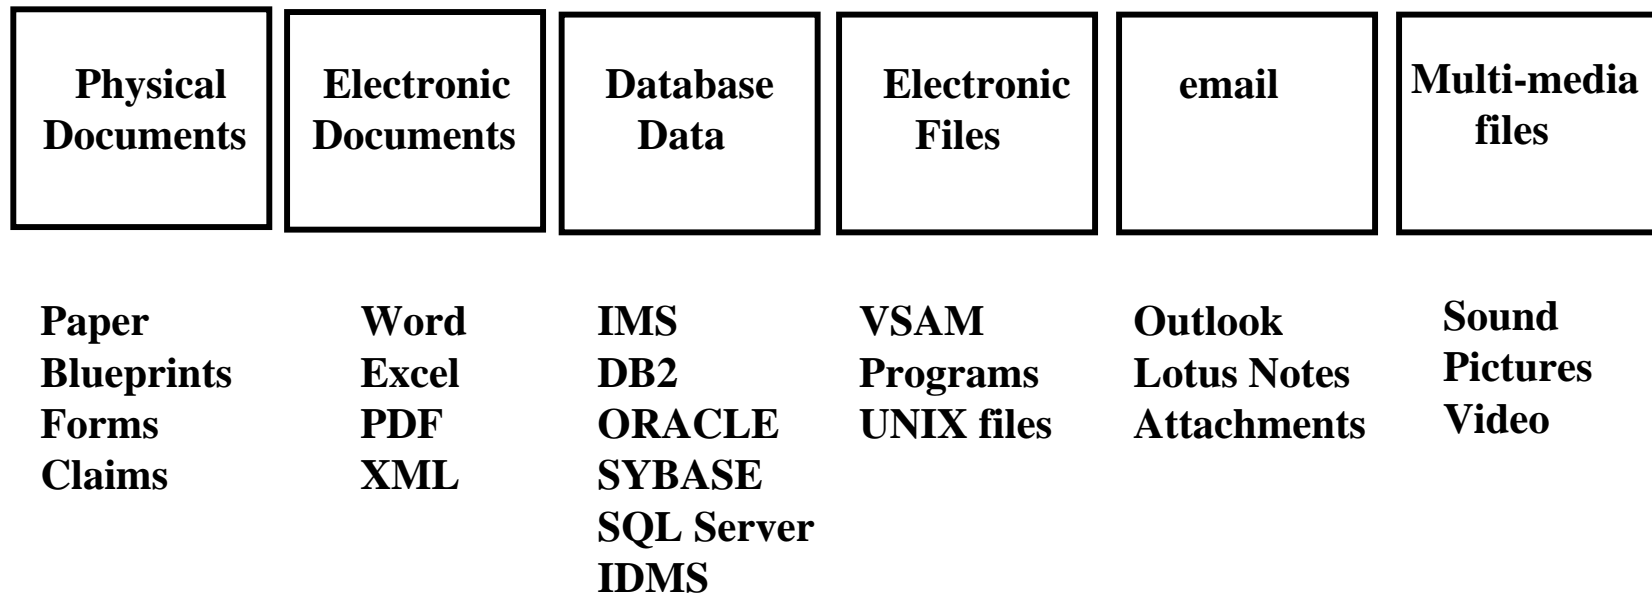 Physical
Documents
Electronic
Documents
Database
Data
Electronic
Files
email
Multi-media
files
Paper
Blueprints
Forms
Claims
Word
Excel
PDF
XML
IMS
DB2
ORACLE
SYBASE
SQL Server
IDMS
VSAM
Programs
UNIX files
Outlook
Lotus Notes
Attachments
Sound
Pictures
Video